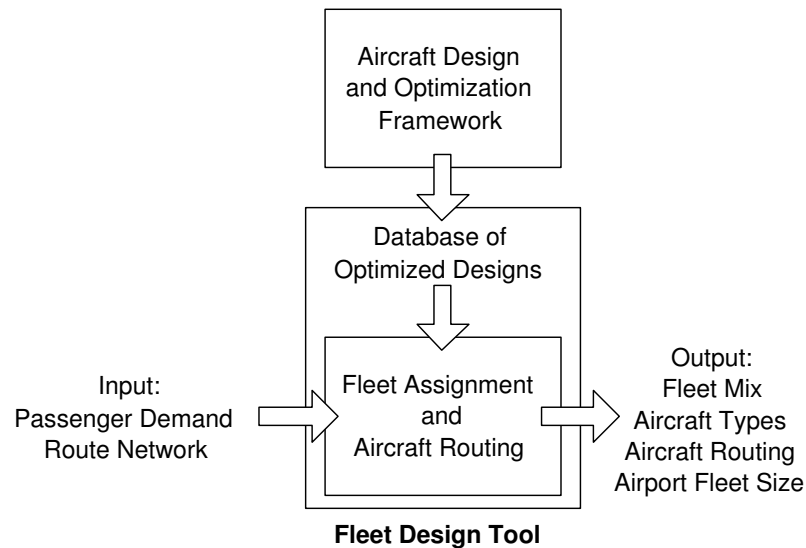 Aircraft Design
and Optimization
Framework
Database of
Optimized Designs
Input:
Passenger Demand
Route Network
Fleet Assignment
and
Aircraft Routing
Output:
Fleet Mix
Aircraft Types
Aircraft Routing
Airport Fleet Size
Fleet Design Tool